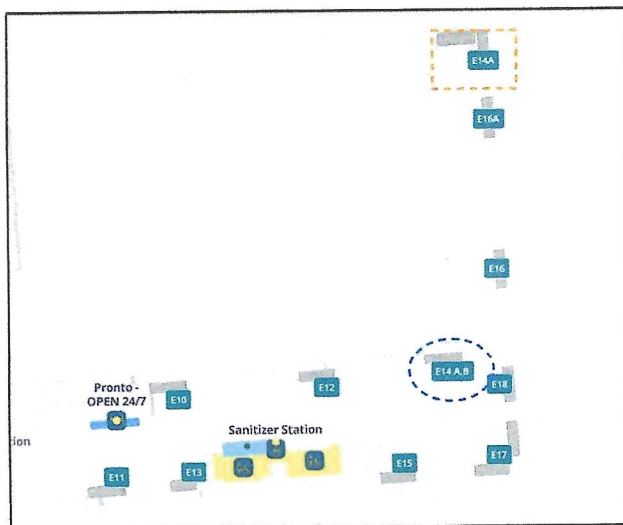 E14A
E16A
E16
E14 A,B
E18
E12
Pronto -
OPEN 24/7
E10
tion
Sanitizer Station
E17
E15
E13
E11